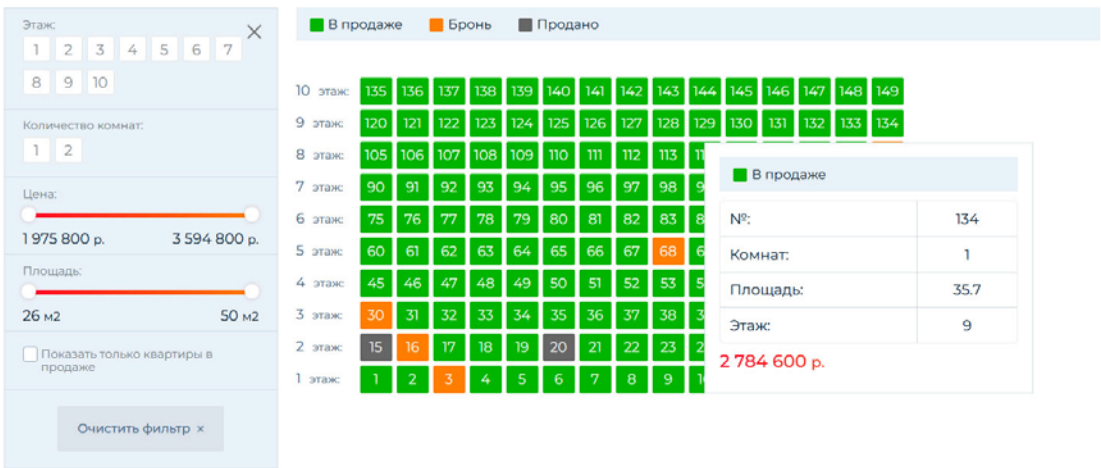 Этаж:
1 2 3 4 5 6 7
8 9 10
Количество комнат:
1 2
Цена:
1 975 800 р. 3 594 800 р.
Площадь:
26 м2 50 м2
Показать только квартиры в
продаже
Очистить фильтр ×
В продаже Бронь Продано
10 этаж: 135 136 137 138 139 140 141 142 143 144 145 146 147 148 149
9 этаж: 120 121 122 123 124 125 126 127 128 129 130 131 132 133 134
8 этаж: 105 106 107 108 109 110 111 112 113
7 этаж: 90 91 92 93 94 95 96 97 98
6 этаж: 75 76 77 78 79 80 81 82 83
5 этаж: 60 61 62 63 64 65 66 67 68
4 этаж: 45 46 47 48 49 50 51 52 53
3 этаж: 30 31 32 33 34 35 36 37 38
2 этаж: 15 16 17 18 19 20 21 22 23
1 этаж: 1 2 3 4 5 6 7 8 9
В продаже
№: 134
Комнат: 1
Площадь: 35.7
Этаж: 9
2 784 600 р.